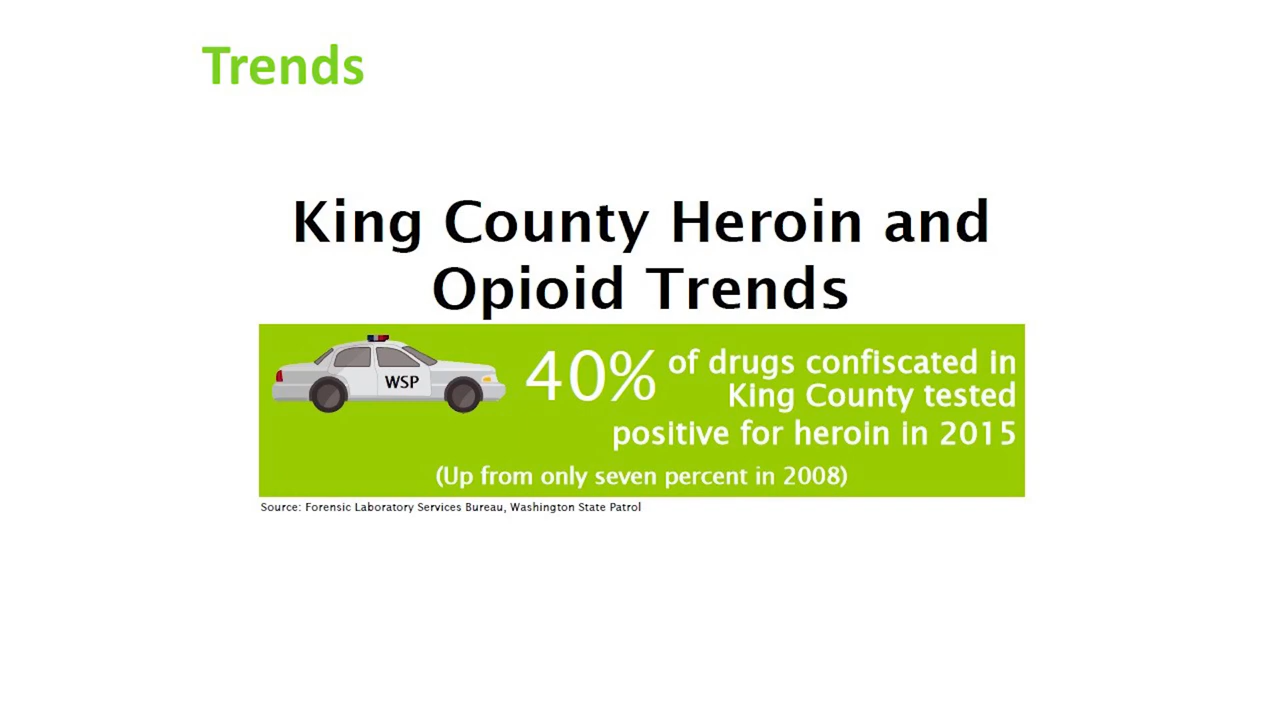 Trends
King County Heroin and
Opioid Trends
WSP
40% of drugs confiscated in
King County tested
positive for heroin in 2015
(Up from only seven percent in 2008)
Source: Forensic Laboratory Services Bureau, Washington State Patrol